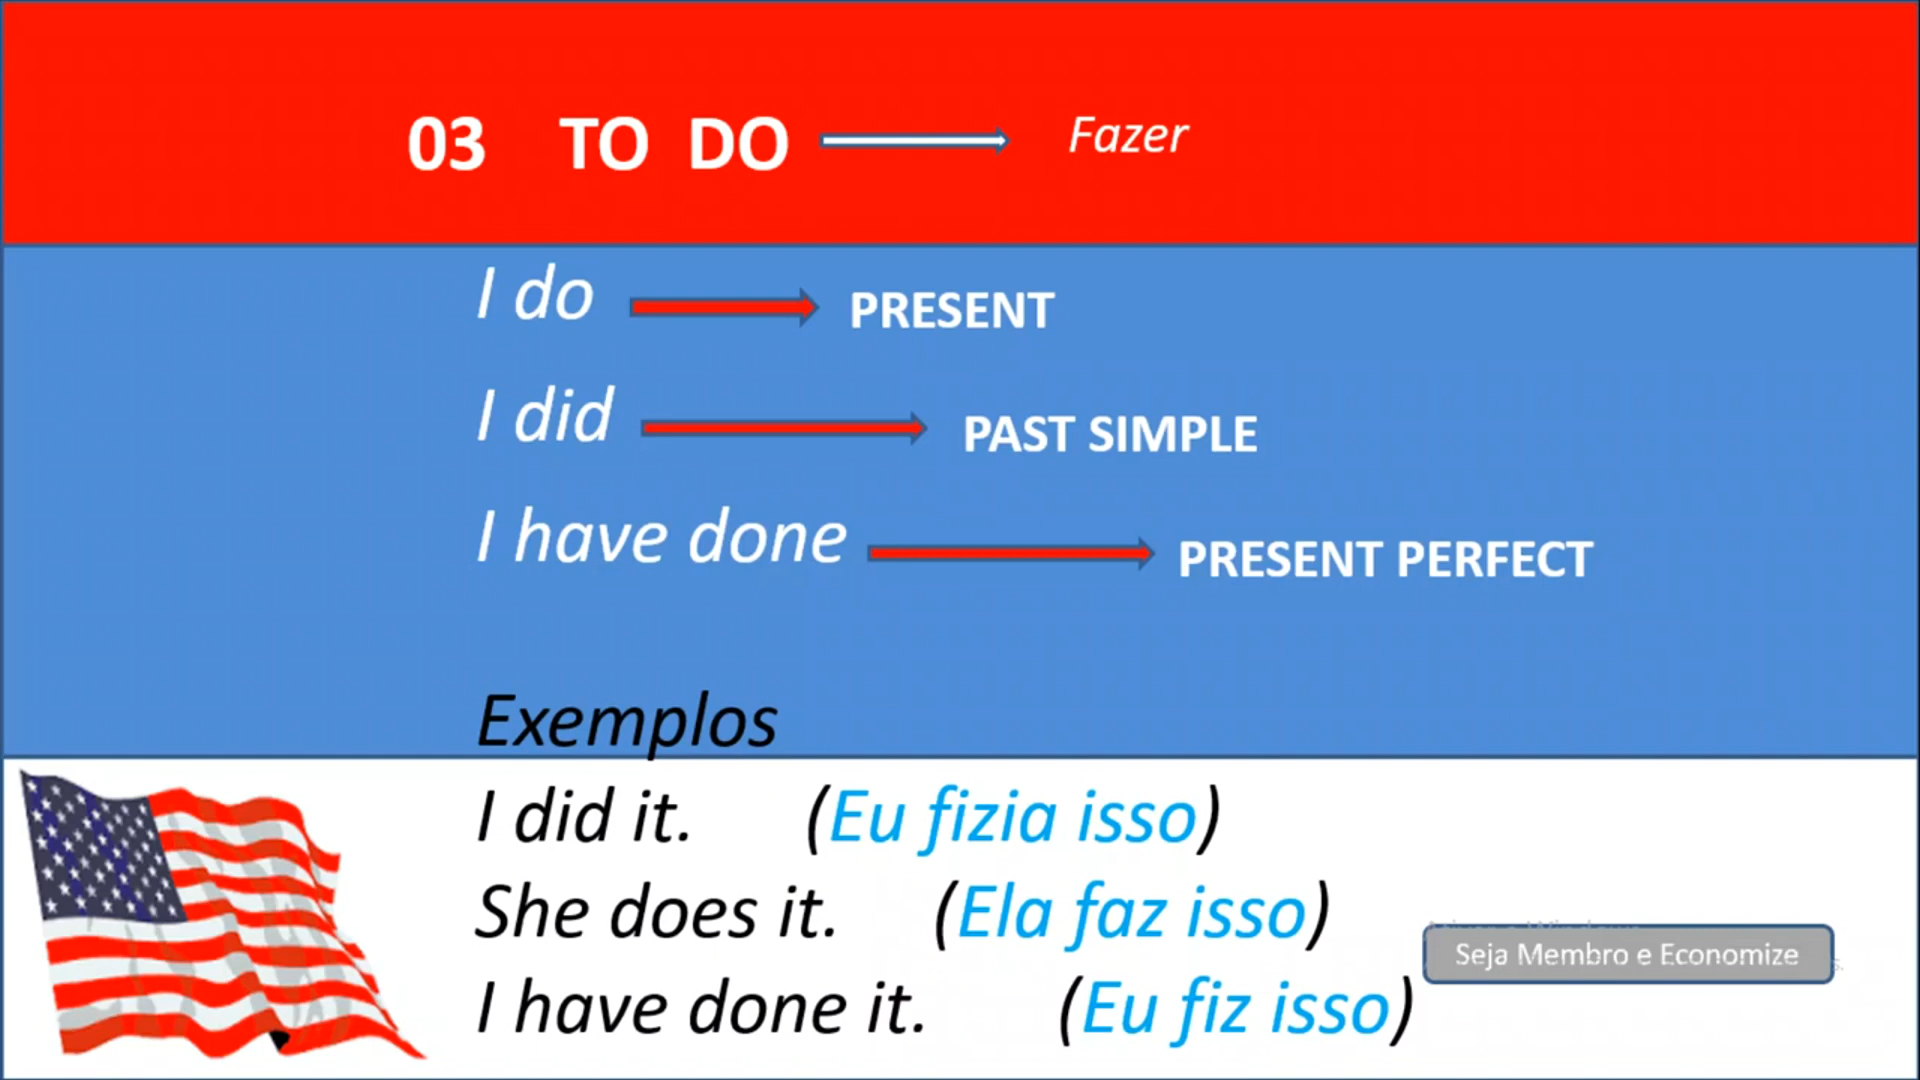 03 TO DO Fazer
I do PRESENT
I did PAST SIMPLE
I have done PRESENT PERFECT
Exemplos
I did it. (Eu fizia isso)
She does it. (Ela faz isso)
Seja Membro e Economize
I have done it. (Eu fiz isso)